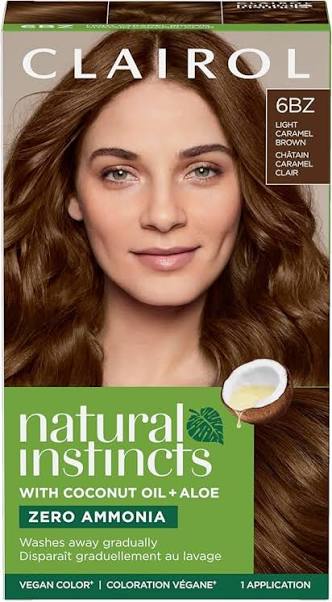 6BZ
CLAIROL
6BZ
LIGHT
CARAMEL
BROWN
CHÂTAIN
CARAMEL
CLAIR
natural
instincts
WITH COCONUT OIL + ALOE
ZERO AMMONIA
Washes away gradually
Disparaît graduellement au lavage
VEGAN COLOR* | COLORATION VÉGANE* | 1 APPLICATION